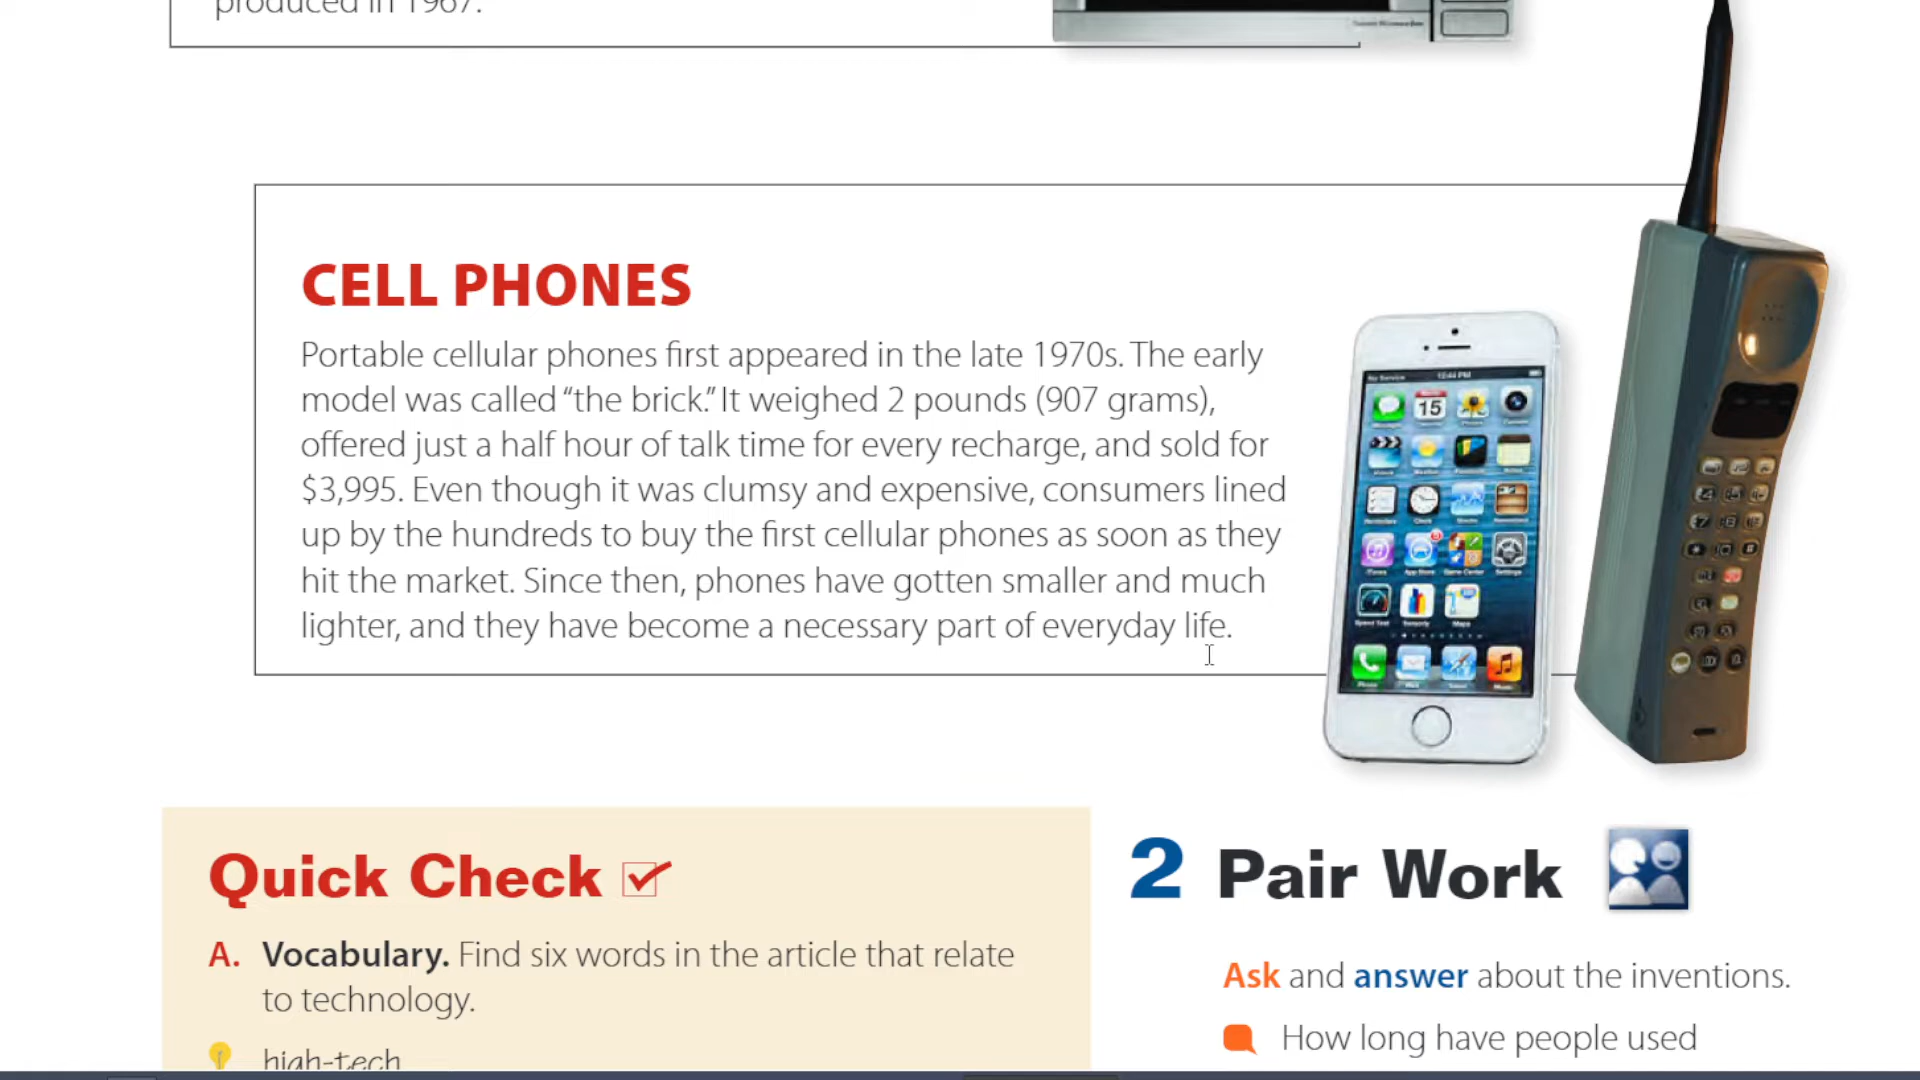 produced in 1967.
CELL PHONES
Portable cellular phones first appeared in the late 1970s. The early
model was called “the brick.” It weighed 2 pounds (907 grams),
offered just a half hour of talk time for every recharge, and sold for
$3,995. Even though it was clumsy and expensive, consumers lined
up by the hundreds to buy the first cellular phones as soon as they
hit the market. Since then, phones have gotten smaller and much
lighter, and they have become a necessary part of everyday life.
Quick Check
A. Vocabulary. Find six words in the article that relate
to technology.
high-tech
2 Pair Work
Ask and answer about the inventions.
How long have people used